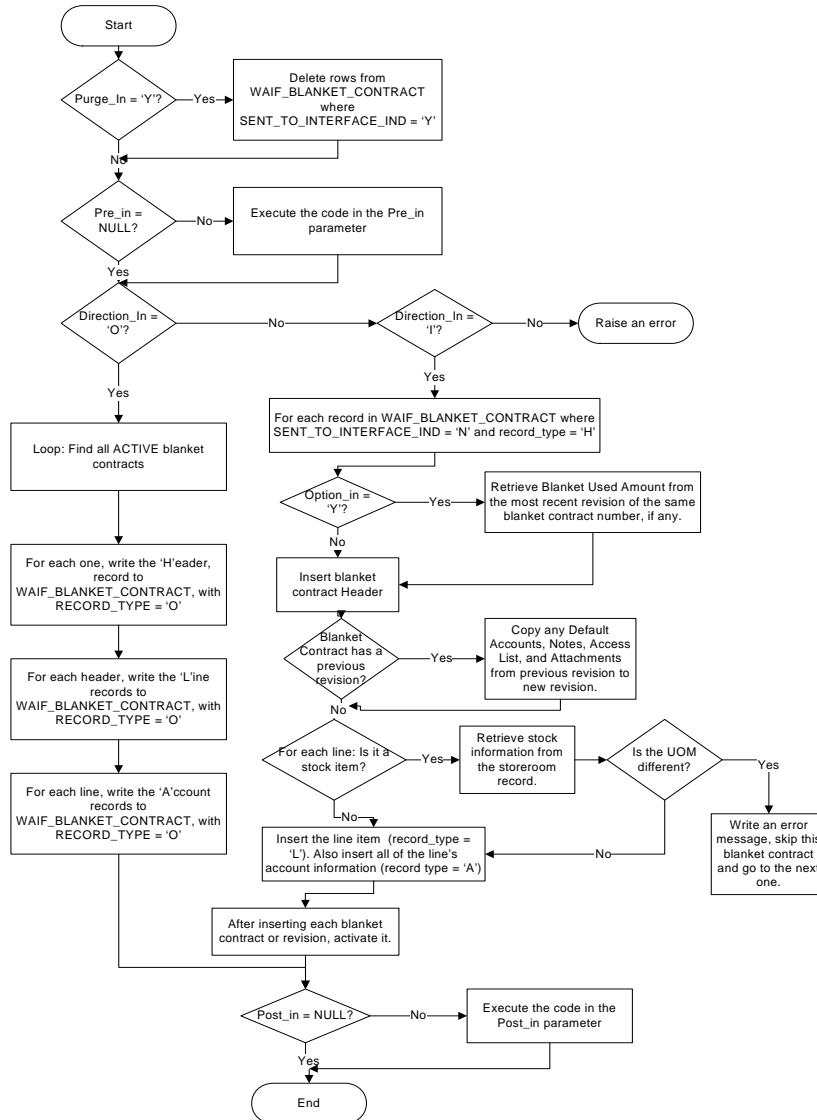 Start
Purge_In = ‘Y’?
Yes
Delete rows from
WAIF_BLANKET_CONTRACT
where
SENT_TO_INTERFACE_IND = ‘Y’
No
Pre_in =
NULL?
No
Execute the code in the Pre_in
parameter
Yes
Direction_In =
‘O’?
No
Direction_In =
‘I’?
No
Raise an error
Yes
Yes
Loop: Find all ACTIVE blanket
contracts
For each record in WAIF_BLANKET_CONTRACT where
SENT_TO_INTERFACE_IND = ‘N’ and record_type = ‘H’
Option_in =
‘Y’?
Yes
Retrieve Blanket Used Amount from
the most recent revision of the same
blanket contract number, if any.
No
For each one, write the ‘H’eader,
record to
WAIF_BLANKET_CONTRACT, with
RECORD_TYPE = ‘O’
Insert blanket
contract Header
Blanket
Contract has a
previous
revision?
Yes
Copy any Default
Accounts, Notes, Access
List, and Attachments
from previous revision to
new revision.
No
For each header, write the ‘L’ine
records to
WAIF_BLANKET_CONTRACT, with
RECORD_TYPE = ‘O’
For each line: Is it a
stock item?
Yes
Retrieve stock
information from
the storeroom
record.
Is the UOM
different?
Yes
No
For each line, write the ‘A’ccount
records to
WAIF_BLANKET_CONTRACT, with
RECORD_TYPE = ‘O’
Insert the line item (record_type =
‘L’). Also insert all of the line’s
account information (record type = ‘A’)
No
Write an error
message, skip this
blanket contract
and go to the next
one.
After inserting each blanket
contract or revision, activate it.
Post_in = NULL?
No
Execute the code in the
Post_in parameter
Yes
End